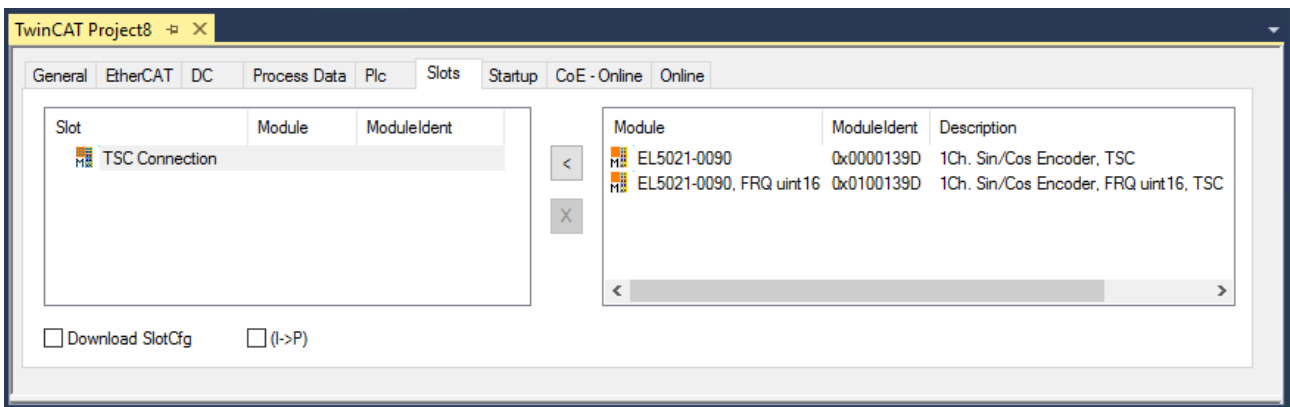 TwinCAT Project8
General EtherCAT DC Process Data Plc Slots Startup CoE - Online Online
Slot Module ModuleIdent
TSC Connection
<
X
Module ModuleIdent Description
EL5021-0090 0x0000139D 1Ch. Sin/Cos Encoder, TSC
EL5021-0090, FRQ uint16 0x0100139D 1Ch. Sin/Cos Encoder, FRQ uint16, TSC
Download SlotCfg (I->P)